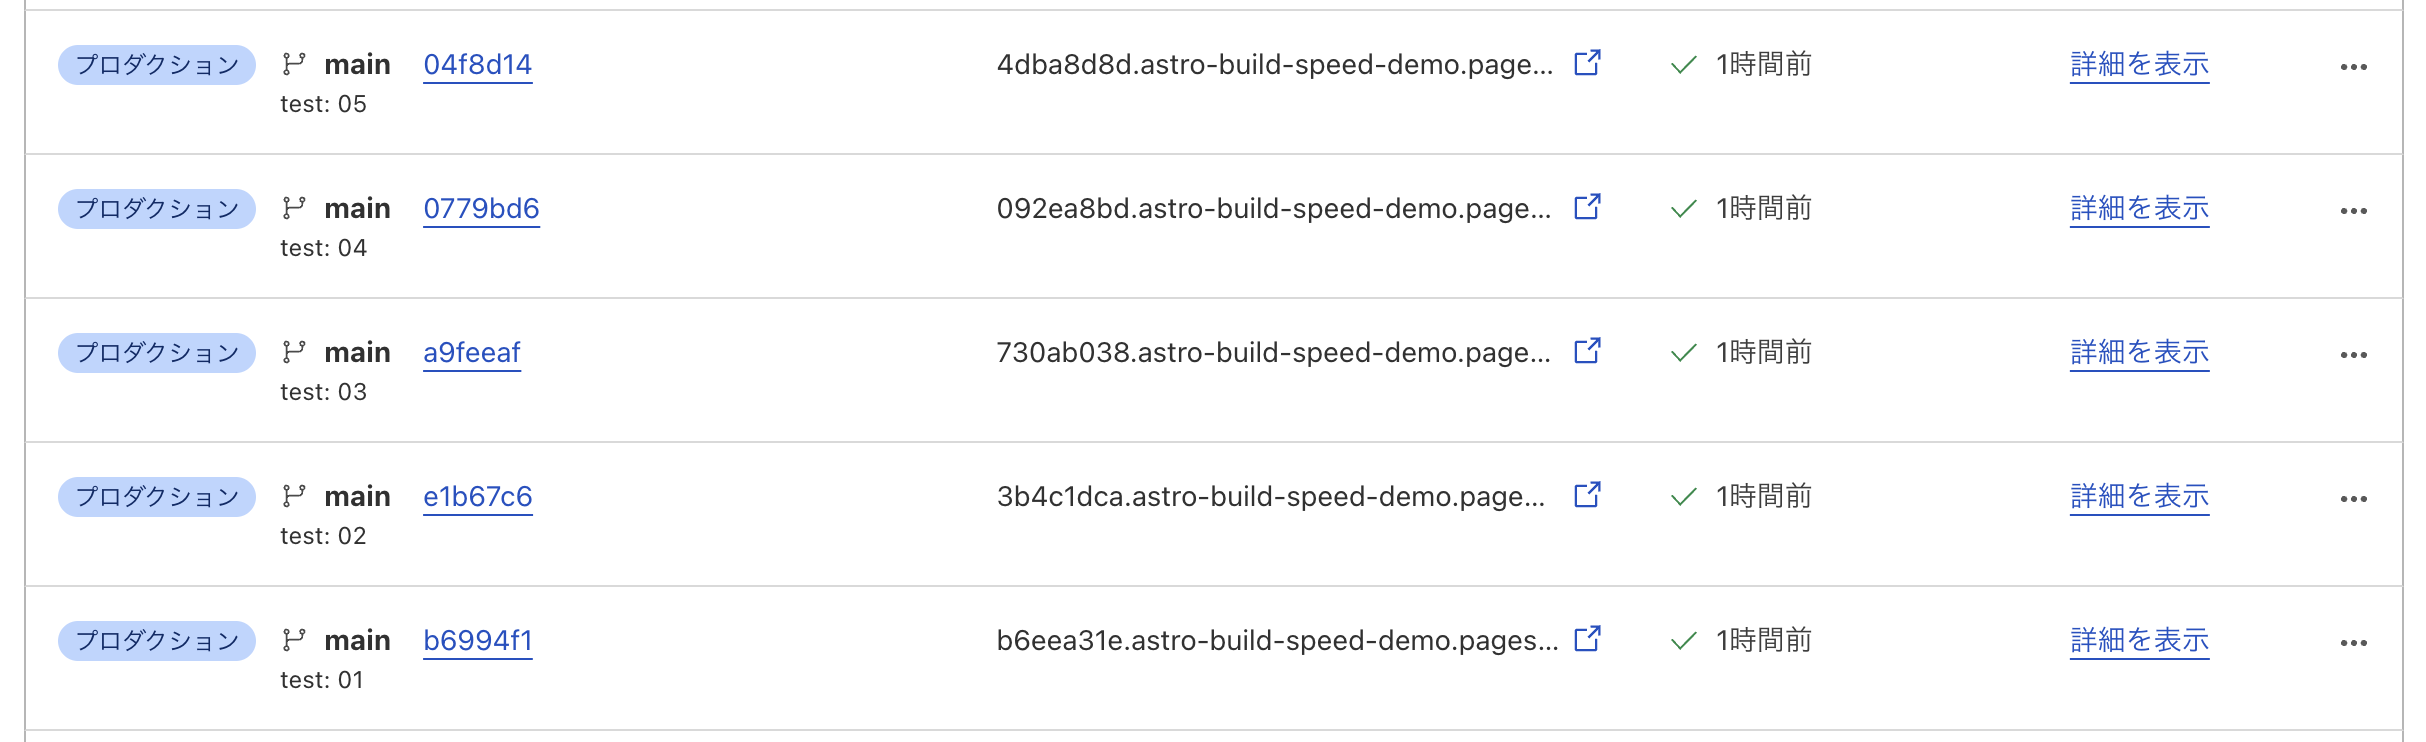 プロダクション main 04f8d14 4dba8d8d.astro-build-speed-demo.page... 1時間前 詳細を表示
test: 05
プロダクション main 0779bd6 092ea8bd.astro-build-speed-demo.page... 1時間前 詳細を表示
test: 04
プロダクション main a9feeaf 730ab038.astro-build-speed-demo.page... 1時間前 詳細を表示
test: 03
プロダクション main e1b67c6 3b4c1dca.astro-build-speed-demo.page... 1時間前 詳細を表示
test: 02
プロダクション main b6994f1 b6eea31e.astro-build-speed-demo.pages... 1時間前 詳細を表示
test: 01